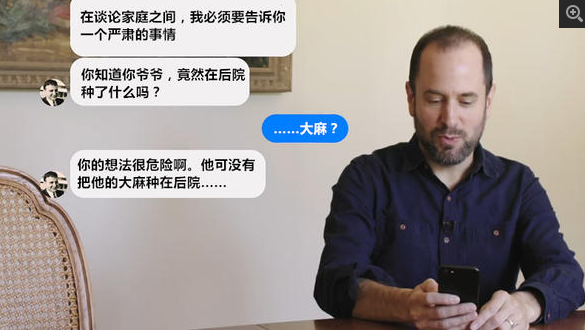 在谈论家庭之间，我必须要告诉你
一个严肃的事情
你知道你爷爷，竟然在后院
种了什么吗？
……大麻？
你的想法很危险啊。他可没有
把他的大麻种在后院……